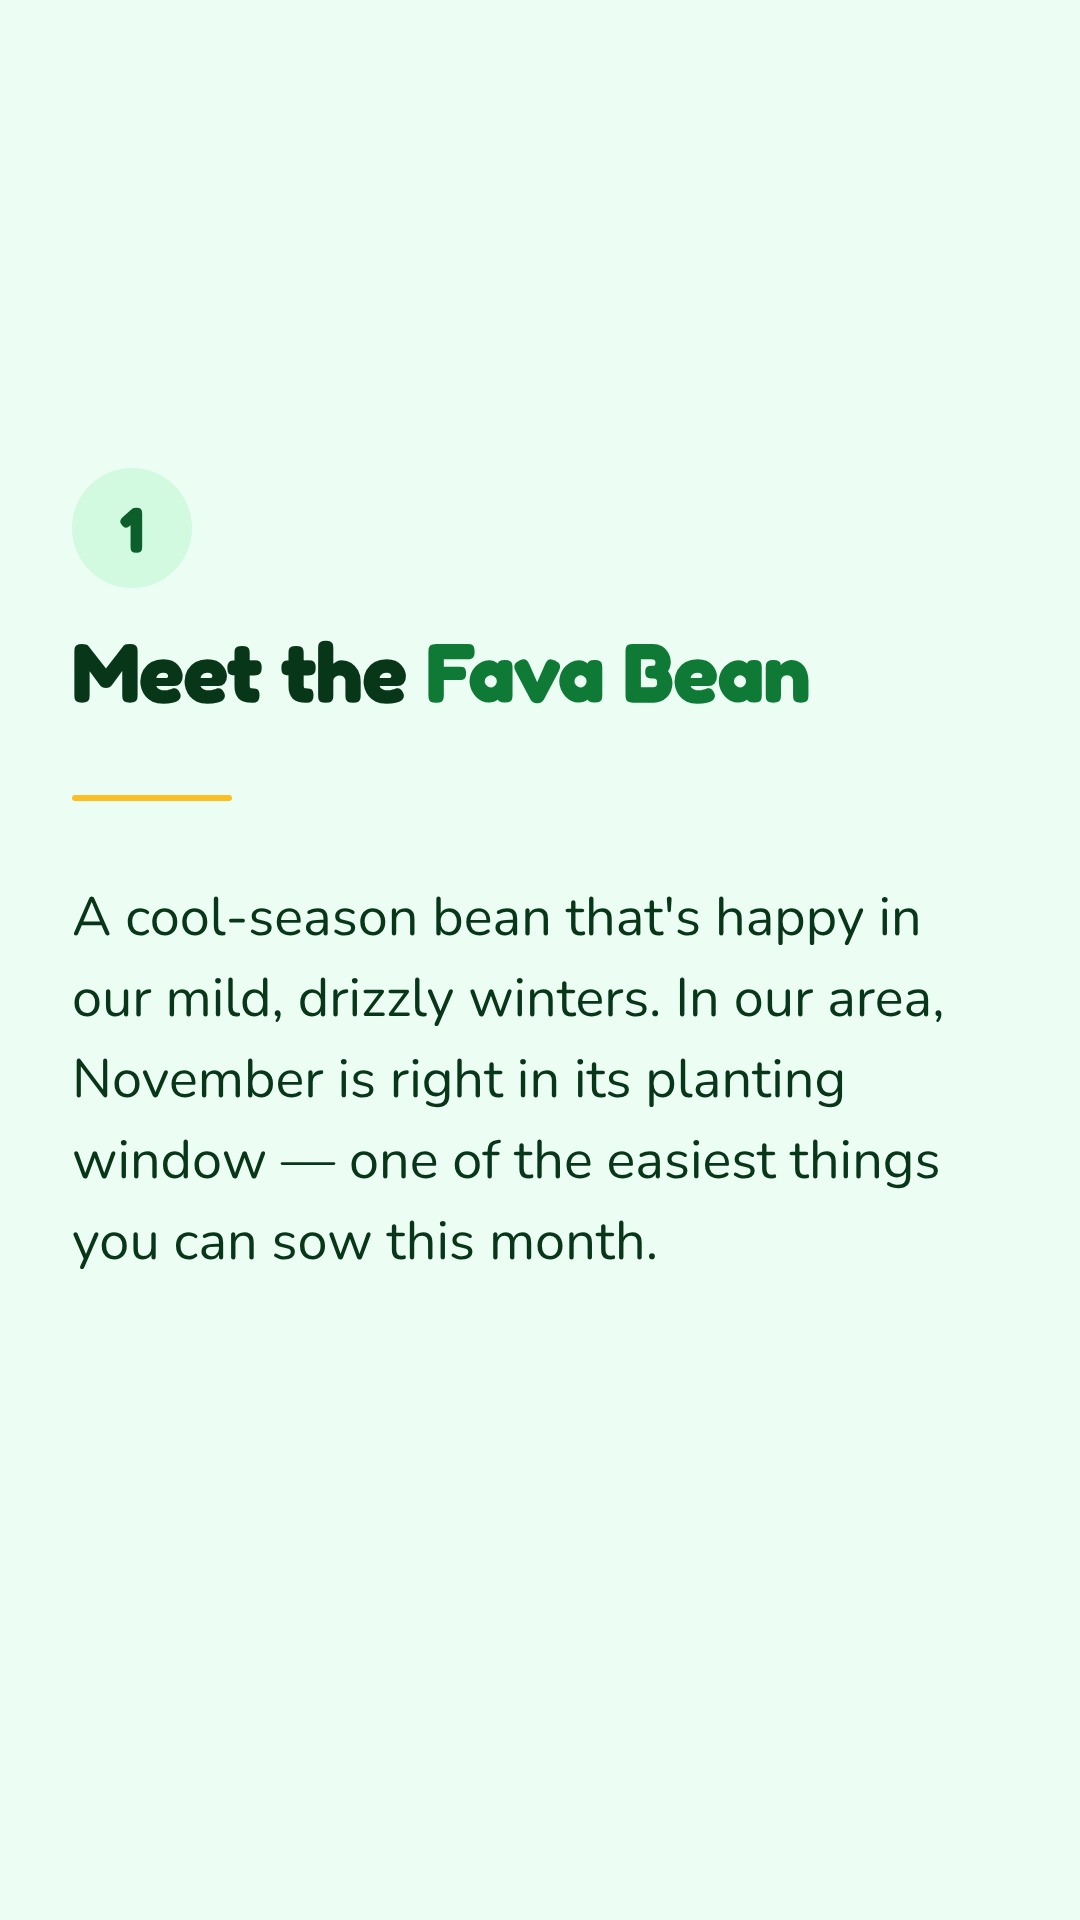 1
Meet the Fava Bean
A cool-season bean that's happy in
our mild, drizzly winters. In our area,
November is right in its planting
window — one of the easiest things
you can sow this month.